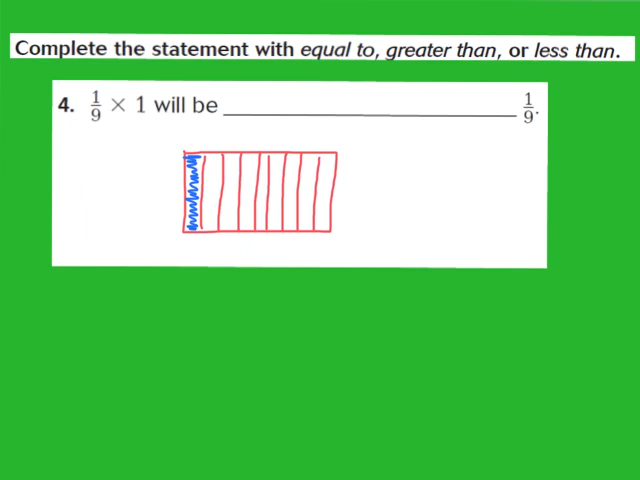 Complete the statement with equal to, greater than, or less than.
4. 1/9 × 1 will be ____________________ 1/9.